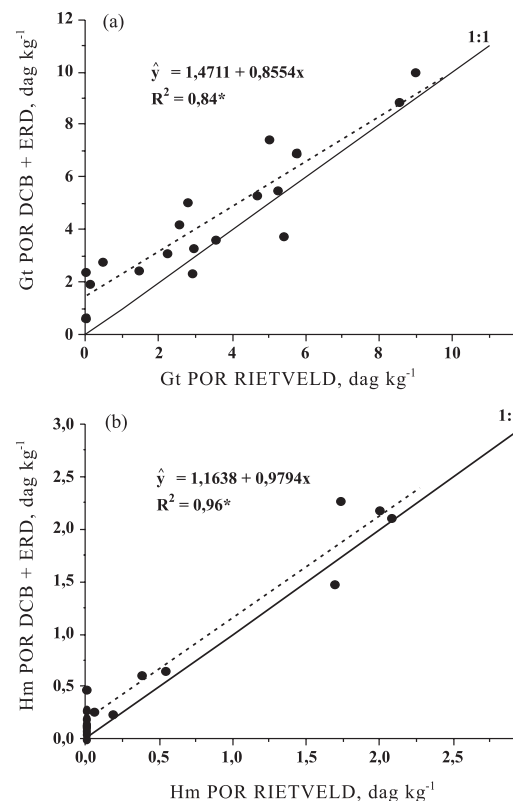 (a)
1:1
ŷ = 1,4711 + 0,8554x
R² = 0,84*
12
10
8
6
4
2
0
Gt POR DCB + ERD, dag kg⁻¹
0 2 4 6 8 10
Gt POR RIETVELD, dag kg⁻¹
(b)
1:
ŷ = 1,1638 + 0,9794x
R² = 0,96*
3,0
2,5
2,0
1,5
1,0
0,5
0,0
Hm POR DCB + ERD, dag kg⁻¹
0,0 0,5 1,0 1,5 2,0 2,5
Hm POR RIETVELD, dag kg⁻¹